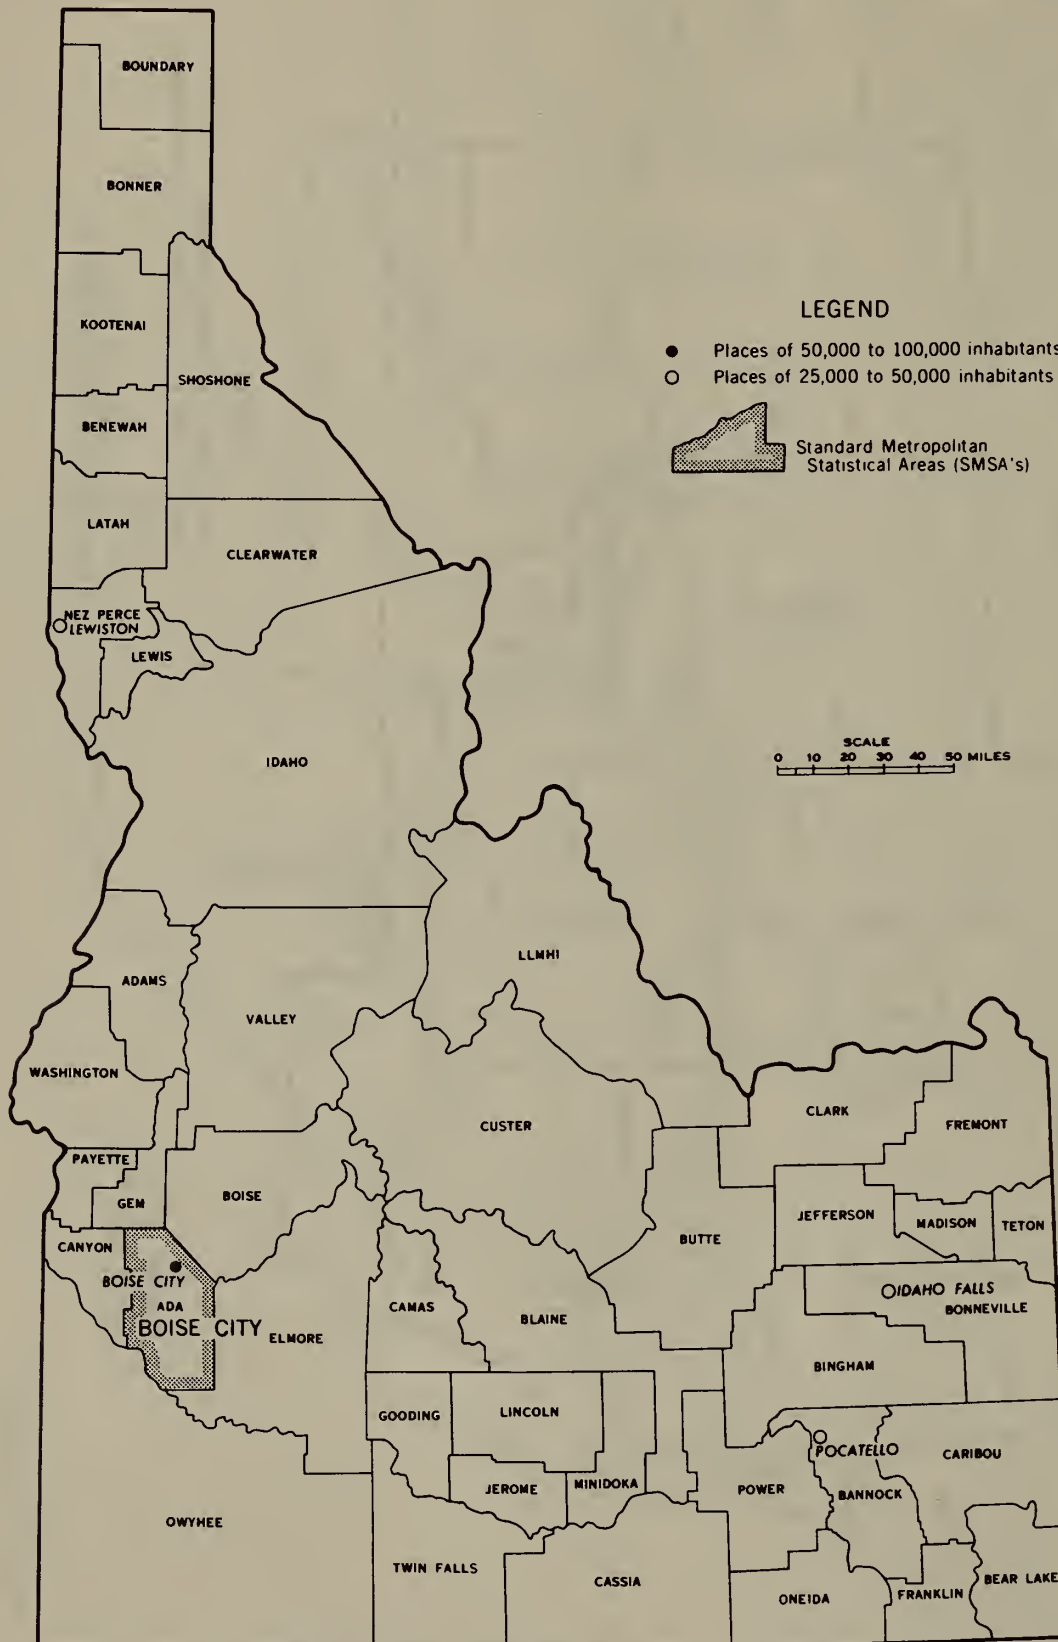 BOUNDARY
BONNER
KOOTENAI
SHOSHONE
LEGEND
Places of 50,000 to 100,000 inhabitants
Places of 25,000 to 50,000 inhabitants
Standard Metropolitan
Statistical Areas (SMSA's)
BENEWAH
LATAH
CLEARWATER
NEZ PERCE
LEWISTON
LEWIS
IDAHO
SCALE
0 10 20 30 40 50 MILES
LLMHI
ADAMS
VALLEY
WASHINGTON
CUSTER
CLARK
FREMONT
PAYETTE
GEM
BOISE
BUTTE
JEFFERSON
MADISON
TETON
CANYON
BOISE CITY
ADA
BOISE CITY
ELMORE
CAMAS
BLAINE
IDAHO FALLS
BONNEVILLE
BINGHAM
GOODING
LINCOLN
POCATELLO
CARIBOU
JEROME
MINIDOKA
POWER
BANNOCK
OWYHEE
TWIN FALLS
CASSIA
ONEIDA
FRANKLIN
BEAR LAKE